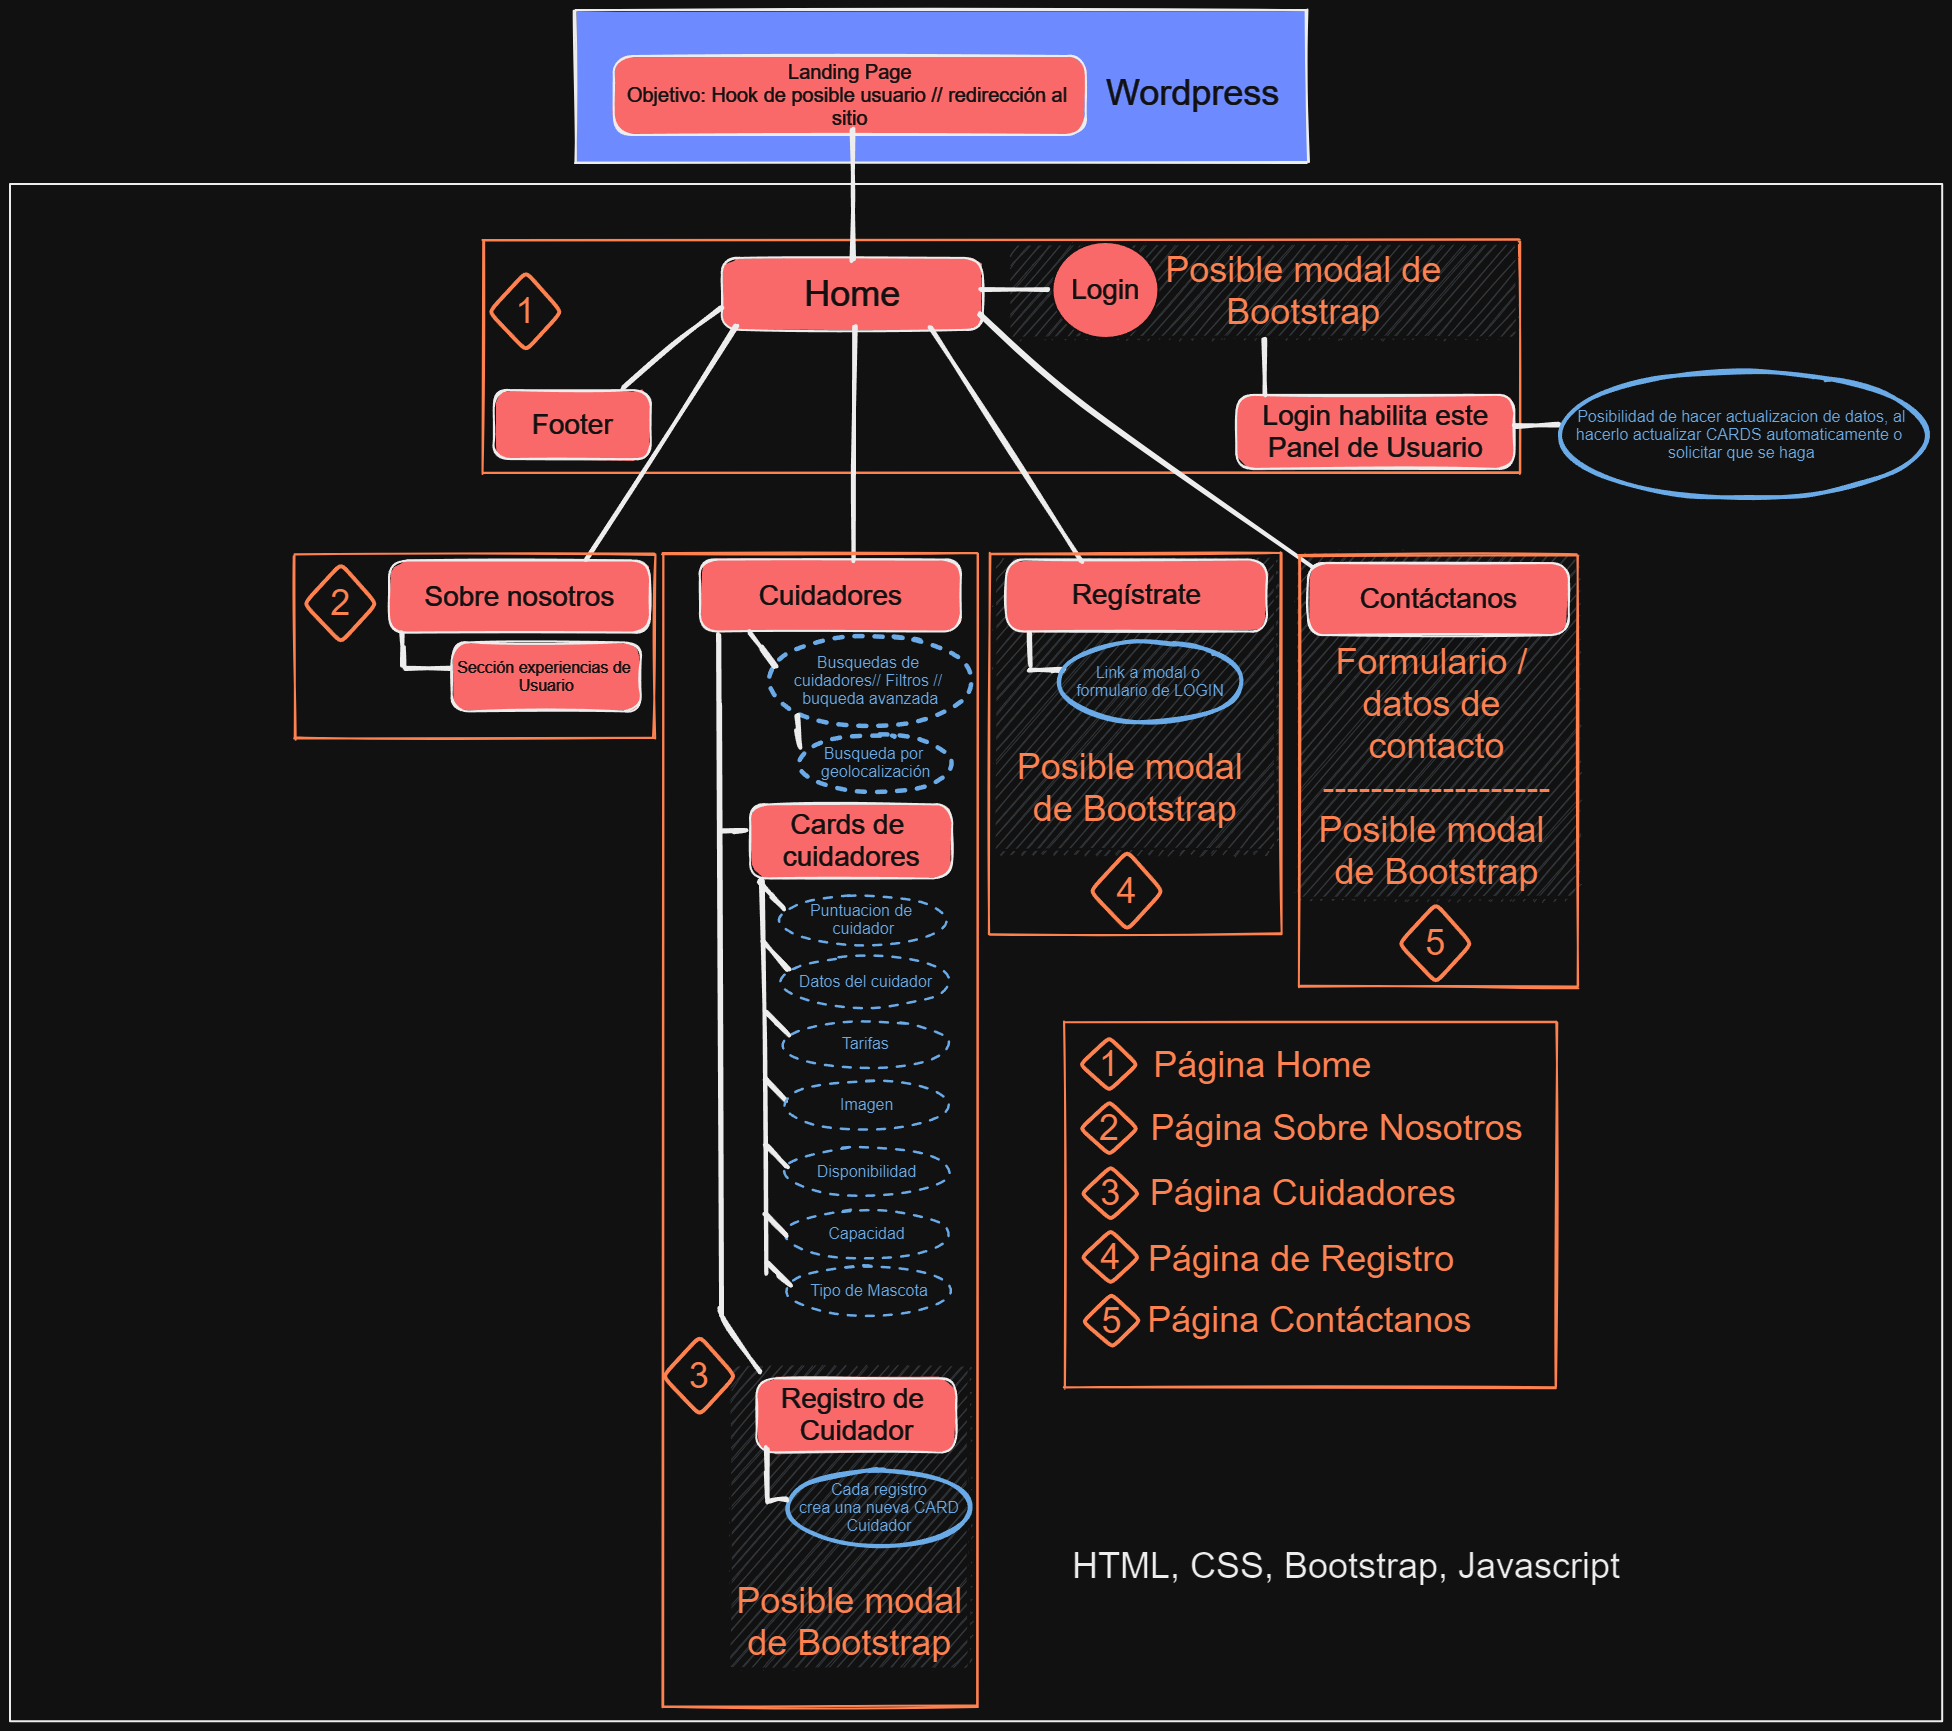 Landing Page
Objetivo: Hook de posible usuario // redirección al
sitio
Wordpress
Home
Login
Posible modal de
Bootstrap
1
Footer
Login habilita este
Panel de Usuario
Posibilidad de hacer actualizacion de datos, al
hacerlo actualizar CARDS automaticamente o
solicitar que se haga
2
Sobre nosotros
Sección experiencias de
Usuario
Cuidadores
Busquedas de
cuidadores// Filtros //
buqueda avanzada
Busqueda por
geolocalización
Cards de
cuidadores
Puntuacion de
cuidador
Datos del cuidador
Tarifas
Imagen
Disponibilidad
Capacidad
Tipo de Mascota
3
Registro de
Cuidador
Cada registro
crea una nueva CARD
Cuidador
Posible modal
de Bootstrap
Regístrate
Link a modal o
formulario de LOGIN
Posible modal
de Bootstrap
4
Contáctanos
Formulario /
datos de
contacto
----------------
Posible modal
de Bootstrap
5
1 Página Home
2 Página Sobre Nosotros
3 Página Cuidadores
4 Página de Registro
5 Página Contáctanos
HTML, CSS, Bootstrap, Javascript